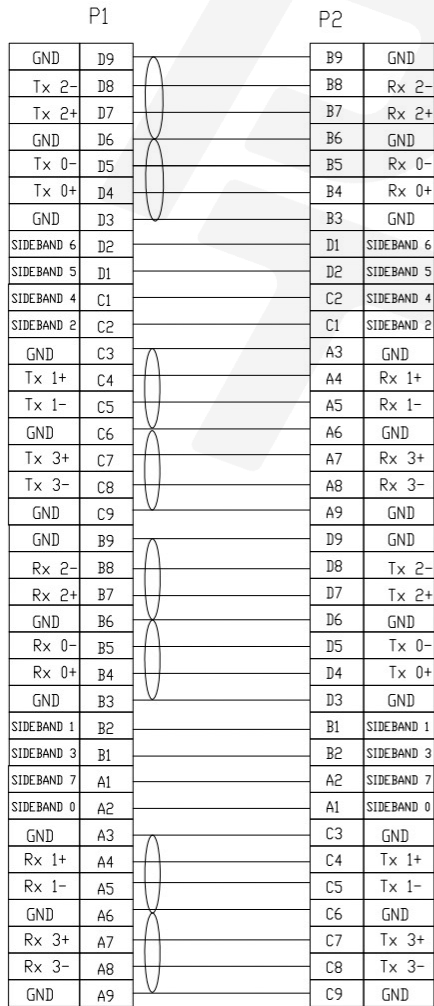 P1 P2
GND D9 B9 GND
Tx 2- D8 B8 Rx 2-
Tx 2+ D7 B7 Rx 2+
GND D6 B6 GND
Tx 0- D5 B5 Rx 0-
Tx 0+ D4 B4 Rx 0+
GND D3 B3 GND
SIDEBAND 6 D2 D1 SIDEBAND 6
SIDEBAND 5 D1 D2 SIDEBAND 5
SIDEBAND 4 C1 C2 SIDEBAND 4
SIDEBAND 2 C2 C1 SIDEBAND 2
GND C3 A3 GND
Tx 1+ C4 A4 Rx 1+
Tx 1- C5 A5 Rx 1-
GND C6 A6 GND
Tx 3+ C7 A7 Rx 3+
Tx 3- C8 A8 Rx 3-
GND C9 A9 GND
GND B9 D9 GND
Rx 2- B8 D8 Tx 2-
Rx 2+ B7 D7 Tx 2+
GND B6 D6 GND
Rx 0- B5 D5 Tx 0-
Rx 0+ B4 D4 Tx 0+
GND B3 D3 GND
SIDEBAND 1 B2 B1 SIDEBAND 1
SIDEBAND 3 B1 B2 SIDEBAND 3
SIDEBAND 7 A1 A2 SIDEBAND 7
SIDEBAND 0 A2 A1 SIDEBAND 0
GND A3 C3 GND
Rx 1+ A4 C4 Tx 1+
Rx 1- A5 C5 Tx 1-
GND A6 C6 GND
Rx 3+ A7 C7 Tx 3+
Rx 3- A8 C8 Tx 3-
GND A9 C9 GND